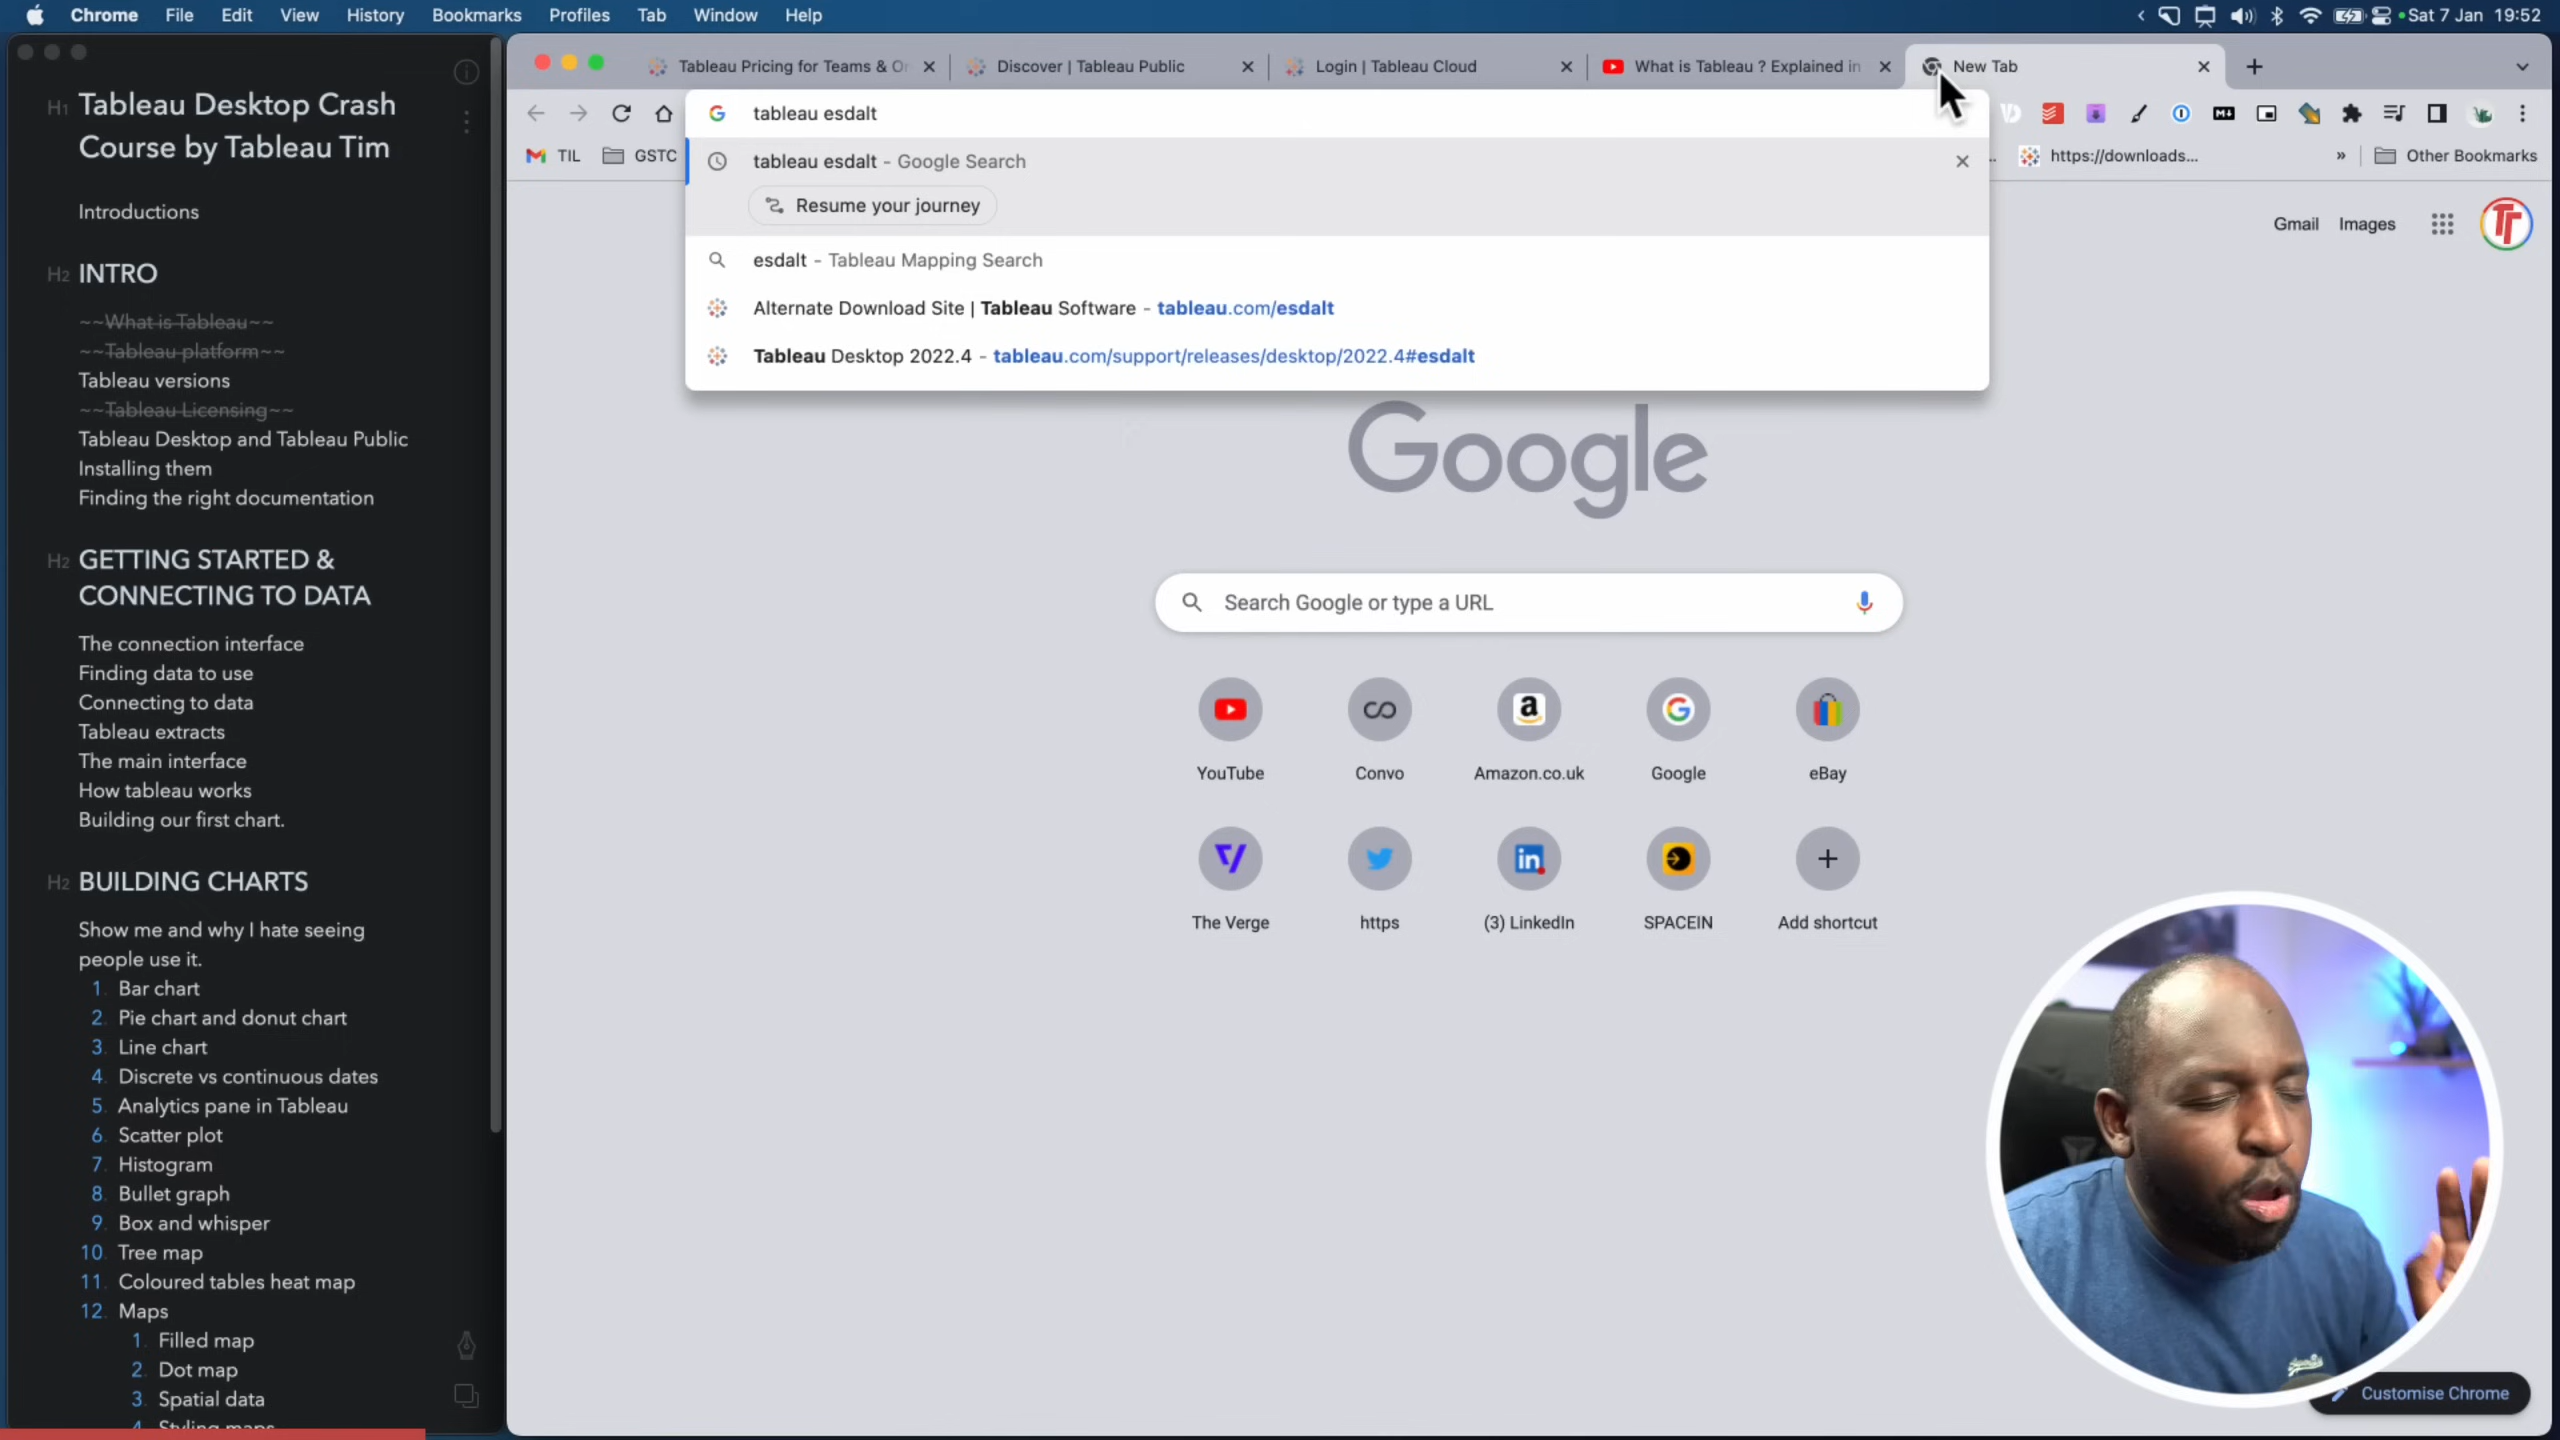 Chrome File Edit View History Bookmarks Profiles Tab Window Help
Sat 7 Jan 19:52
H1 Tableau Desktop Crash
Course by Tableau Tim
Introductions
H2 INTRO
~~What is Tableau~~
~~Tableau platform~~
Tableau versions
~~Tableau Licensing~~
Tableau Desktop and Tableau Public
Installing them
Finding the right documentation
H2 GETTING STARTED &
CONNECTING TO DATA
The connection interface
Finding data to use
Connecting to data
Tableau extracts
The main interface
How tableau works
Building our first chart.
H2 BUILDING CHARTS
Show me and why I hate seeing
people use it.
1. Bar chart
2. Pie chart and donut chart
3. Line chart
4. Discrete vs continuous dates
5. Analytics pane in Tableau
6. Scatter plot
7. Histogram
8. Bullet graph
9. Box and whisper
10. Tree map
11. Coloured tables heat map
12. Maps
1. Filled map
2. Dot map
3. Spatial data
4. Styling maps
Tableau Pricing for Teams & Or
Discover | Tableau Public
Login | Tableau Cloud
What is Tableau ? Explained in
New Tab
tableau esdalt
TIL GSTC
https://downloads...
» Other Bookmarks
tableau esdalt - Google Search
Resume your journey
esdalt - Tableau Mapping Search
Alternate Download Site | Tableau Software - tableau.com/esdalt
Tableau Desktop 2022.4 - tableau.com/support/releases/desktop/2022.4#esdalt
Gmail Images
Google
Search Google or type a URL
YouTube Convo Amazon.co.uk Google eBay
The Verge https (3) LinkedIn SPACEIN Add shortcut
Customise Chrome